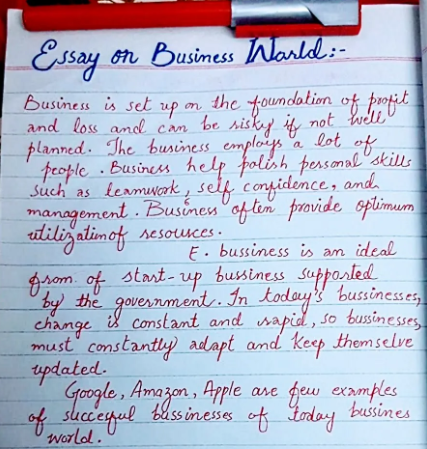 Essay on Business World:-
Business is set up on the foundation of profit
and loss and can be risky if not well
planned. The business employs a lot of
people. Business help polish personal skills
such as teamwork, self confidence, and
management. Business often provide optimum
utilization of resources.
E. bussiness is an ideal
from of start-up bussiness supported
by the government. In today's bussinesses,
change is constant and rapid, so bussinesses,
must constantly adapt and keep themselve
updated.
Google, Amazon, Apple are few examples
of succesful bussinesses of today bussines
world.